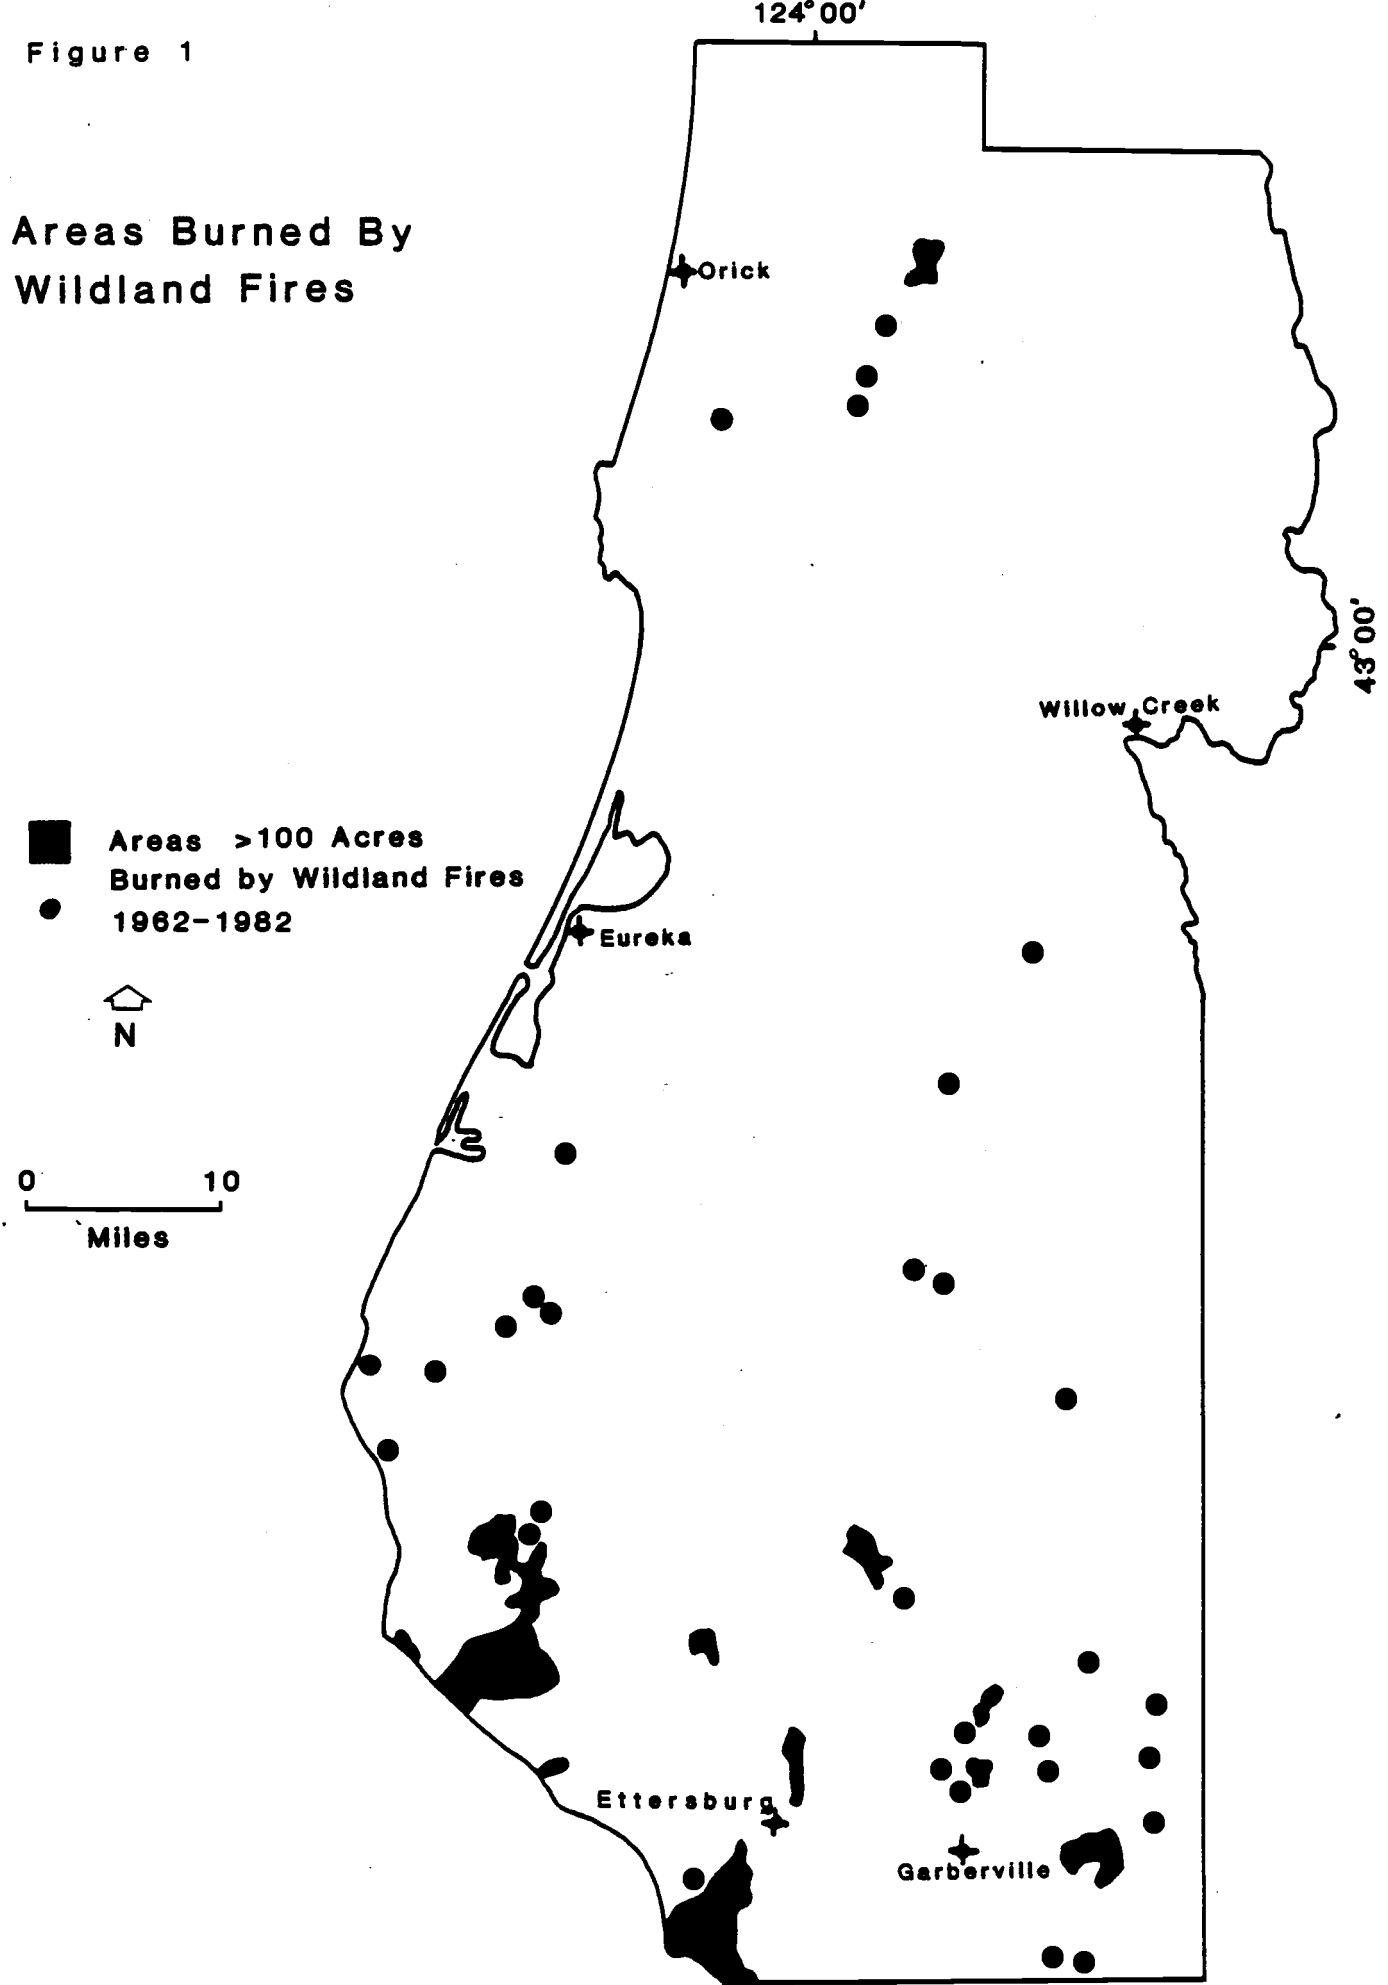 124°00'
Figure 1
Areas Burned By
Wildland Fires
Orick
43°00'
Willow Creek
Areas >100 Acres
Burned by Wildland Fires
1962-1982
Eureka
N
0 10
Miles
Ettersburg
Garberville